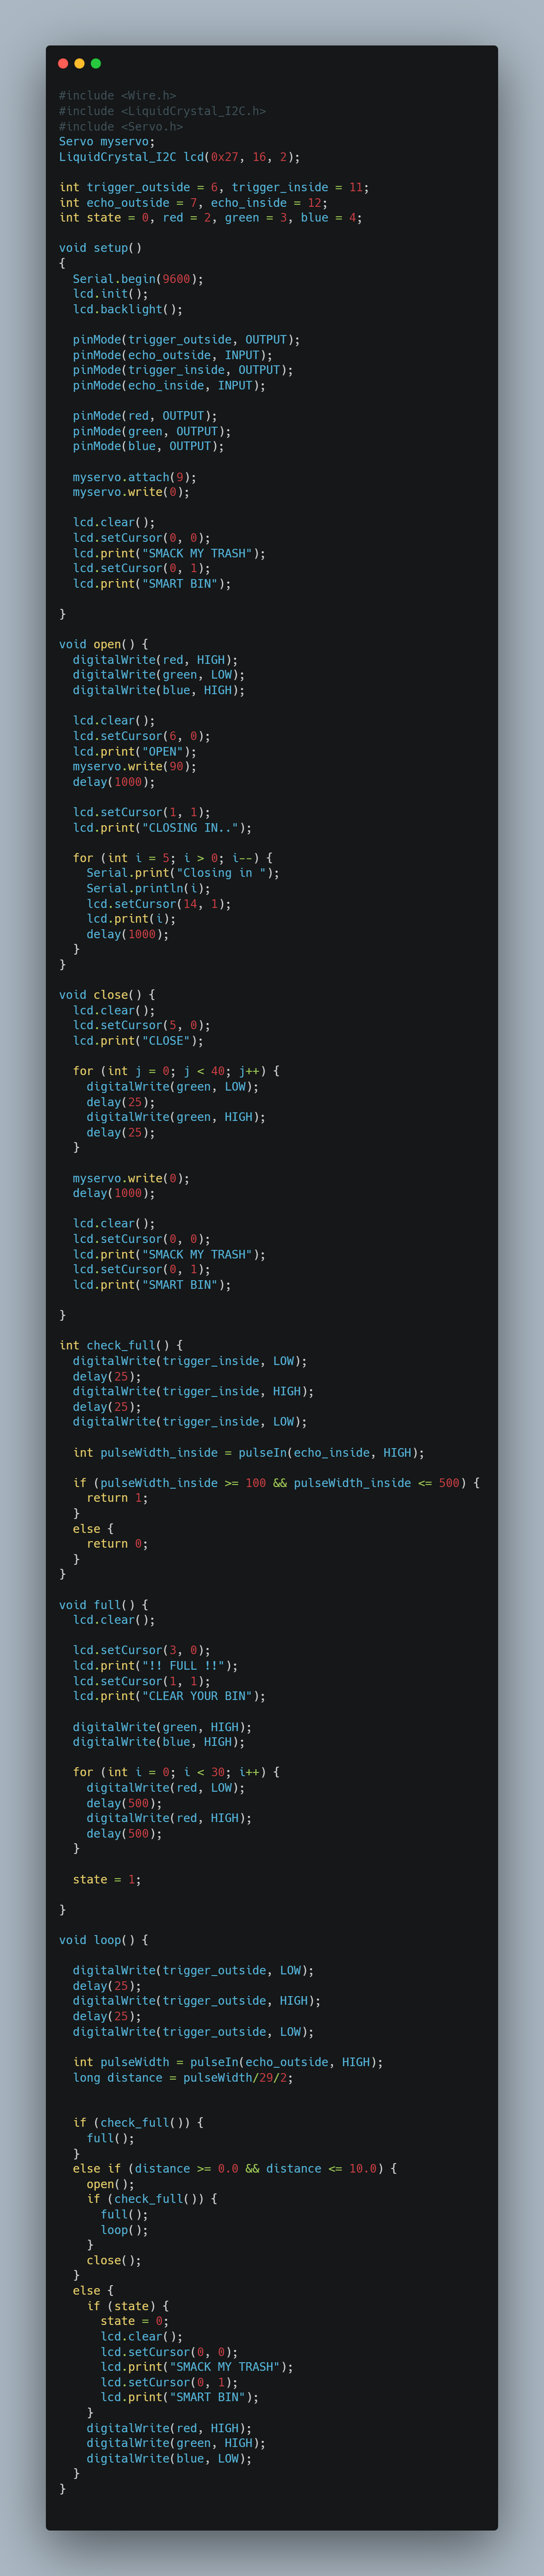 #include <Wire.h>
#include <LiquidCrystal_I2C.h>
#include <Servo.h>
Servo myservo;
LiquidCrystal_I2C lcd(0x27, 16, 2);

int trigger_outside = 6, trigger_inside = 11;
int echo_outside = 7, echo_inside = 12;
int state = 0, red = 2, green = 3, blue = 4;

void setup()
{
  Serial.begin(9600);
  lcd.init();
  lcd.backlight();

  pinMode(trigger_outside, OUTPUT);
  pinMode(echo_outside, INPUT);
  pinMode(trigger_inside, OUTPUT);
  pinMode(echo_inside, INPUT);

  pinMode(red, OUTPUT);
  pinMode(green, OUTPUT);
  pinMode(blue, OUTPUT);

  myservo.attach(9);
  myservo.write(0);

  lcd.clear();
  lcd.setCursor(0, 0);
  lcd.print("SMACK MY TRASH");
  lcd.setCursor(0, 1);
  lcd.print("SMART BIN");

}

void open() {
  digitalWrite(red, HIGH);
  digitalWrite(green, LOW);
  digitalWrite(blue, HIGH);

  lcd.clear();
  lcd.setCursor(6, 0);
  lcd.print("OPEN");
  myservo.write(90);
  delay(1000);

  lcd.setCursor(1, 1);
  lcd.print("CLOSING IN..");

  for (int i = 5; i > 0; i--) {
    Serial.print("Closing in ");
    Serial.println(i);
    lcd.setCursor(14, 1);
    lcd.print(i);
    delay(1000);
  }
}

void close() {
  lcd.clear();
  lcd.setCursor(5, 0);
  lcd.print("CLOSE");

  for (int j = 0; j < 40; j++) {
    digitalWrite(green, LOW);
    delay(25);
    digitalWrite(green, HIGH);
    delay(25);
  }

  myservo.write(0);
  delay(1000);

  lcd.clear();
  lcd.setCursor(0, 0);
  lcd.print("SMACK MY TRASH");
  lcd.setCursor(0, 1);
  lcd.print("SMART BIN");

}

int check_full() {
  digitalWrite(trigger_inside, LOW);
  delay(25);
  digitalWrite(trigger_inside, HIGH);
  delay(25);
  digitalWrite(trigger_inside, LOW);

  int pulseWidth_inside = pulseIn(echo_inside, HIGH);

  if (pulseWidth_inside >= 100 && pulseWidth_inside <= 500) {
    return 1;
  }
  else {
    return 0;
  }
}

void full() {
  lcd.clear();

  lcd.setCursor(3, 0);
  lcd.print("!! FULL !!");
  lcd.setCursor(1, 1);
  lcd.print("CLEAR YOUR BIN");

  digitalWrite(green, HIGH);
  digitalWrite(blue, HIGH);

  for (int i = 0; i < 30; i++) {
    digitalWrite(red, LOW);
    delay(500);
    digitalWrite(red, HIGH);
    delay(500);
  }

  state = 1;

}

void loop() {

  digitalWrite(trigger_outside, LOW);
  delay(25);
  digitalWrite(trigger_outside, HIGH);
  delay(25);
  digitalWrite(trigger_outside, LOW);

  int pulseWidth = pulseIn(echo_outside, HIGH);
  long distance = pulseWidth/29/2;


  if (check_full()) {
    full();
  }
  else if (distance >= 0.0 && distance <= 10.0) {
    open();
    if (check_full()) {
      full();
      loop();
    }
    close();
  }
  else {
    if (state) {
      state = 0;
      lcd.clear();
      lcd.setCursor(0, 0);
      lcd.print("SMACK MY TRASH");
      lcd.setCursor(0, 1);
      lcd.print("SMART BIN");
    }
    digitalWrite(red, HIGH);
    digitalWrite(green, HIGH);
    digitalWrite(blue, LOW);
  }
}